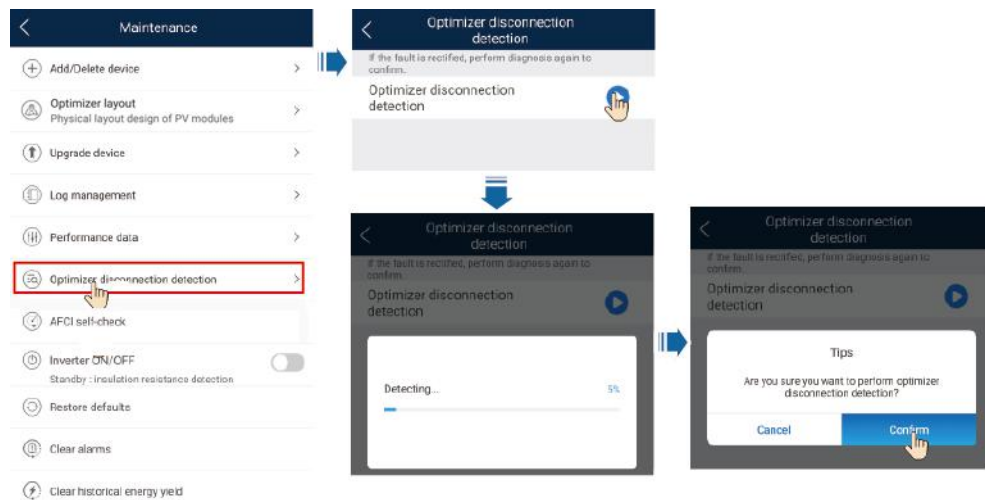 Maintenance
Add/Delete device
Optimizer layout
Physical layout design of PV modules
Upgrade device
Log management
Performance data
Optimizer disconnection detection
AFCI self-check
Inverter ON/OFF
Standby : insulation resistance detection
Restore defaults
Clear alarms
Clear historical energy yield
Optimizer disconnection
detection
If the fault is rectified, perform diagnosis again to
confirm.
Optimizer disconnection
detection
Optimizer disconnection
detection
If the fault is rectified, perform diagnosis again to
confirm.
Optimizer disconnection
detection
Detecting...
5%
Optimizer disconnection
detection
If the fault is rectified, perform diagnosis again to
confirm.
Optimizer disconnection
detection
Tips
Are you sure you want to perform optimizer
disconnection detection?
Cancel
Confirm